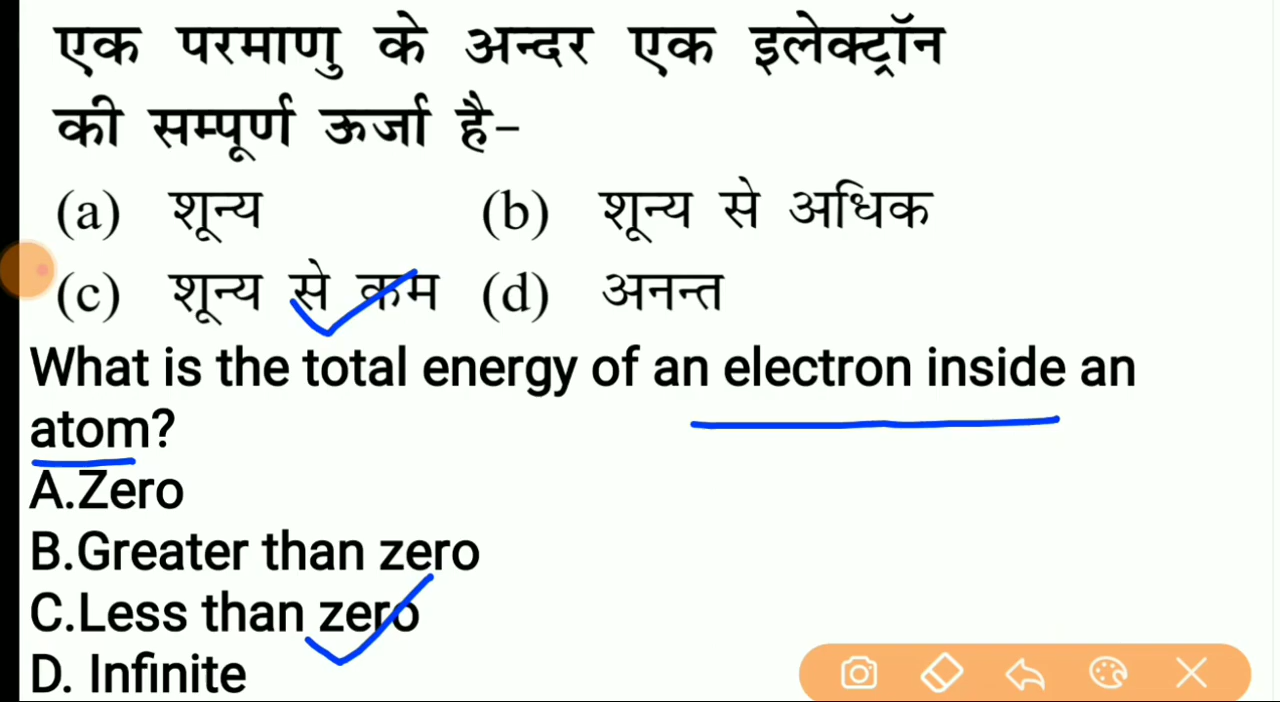 एक परमाणु के अन्दर एक इलेक्ट्रॉन
की सम्पूर्ण ऊर्जा है-
(a) शून्य (b) शून्य से अधिक
(c) शून्य से कम (d) अनन्त
What is the total energy of an electron inside an
atom?
A.Zero
B.Greater than zero
C.Less than zero
D. Infinite